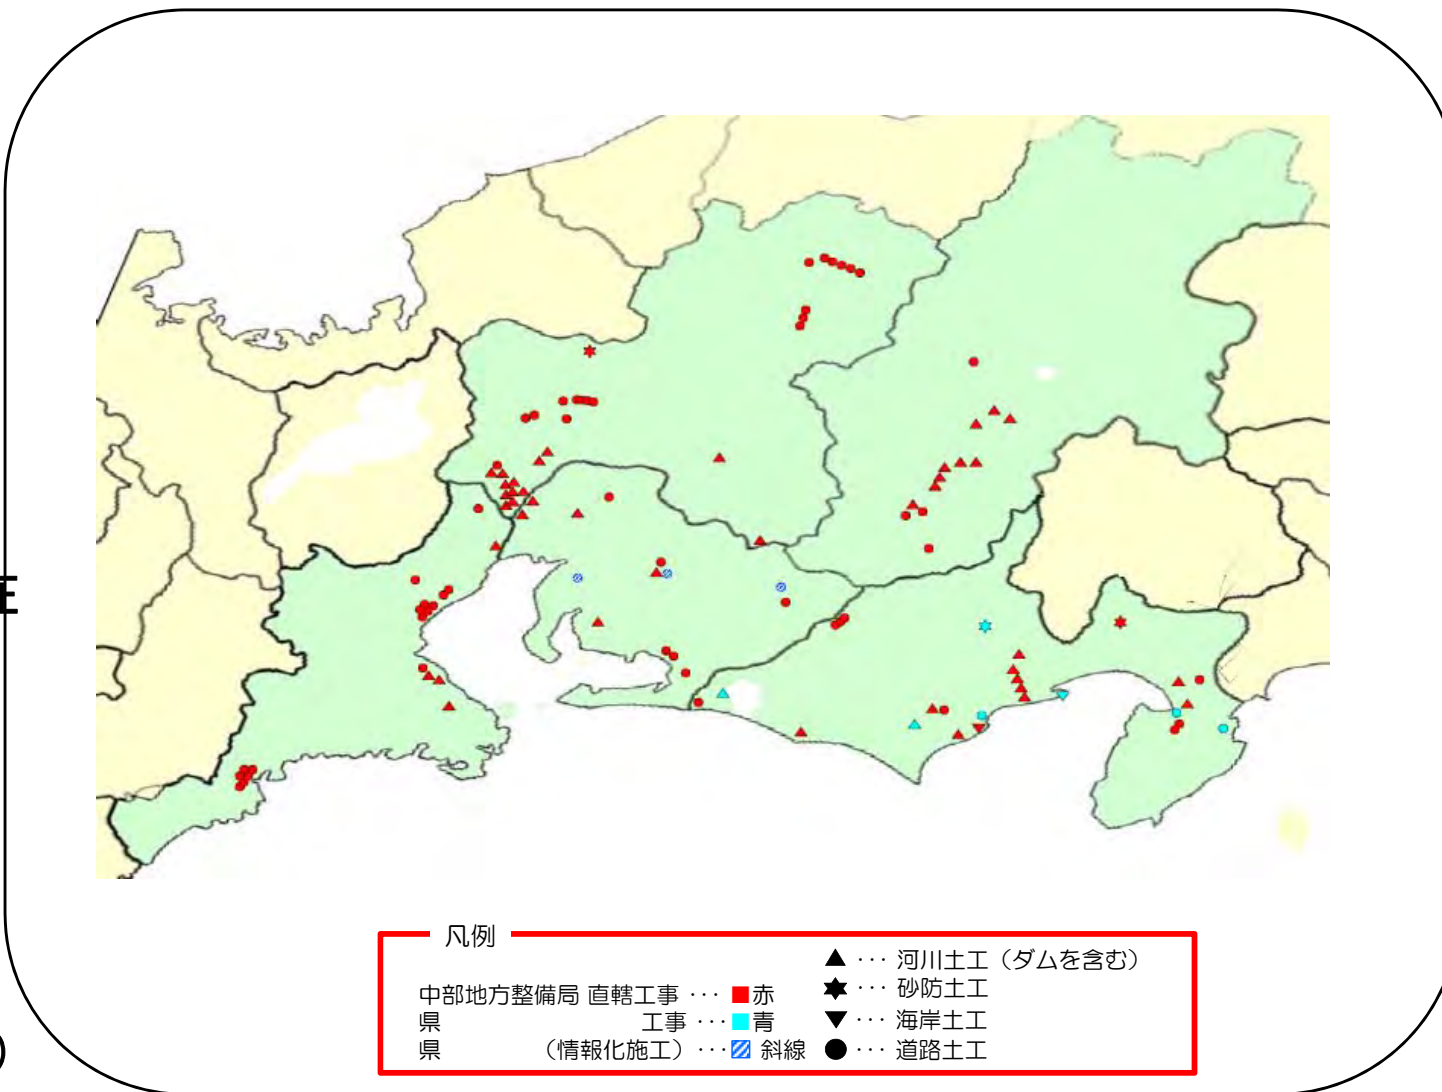 凡例
中部地方整備局 直轄工事 ･･･ 赤
県 工事 ･･･ 青
県 （情報化施工）･･･ 斜線
▲ ･･･ 河川土工（ダムを含む）
･･･ 砂防土工
▼ ･･･ 海岸土工
● ･･･ 道路土工